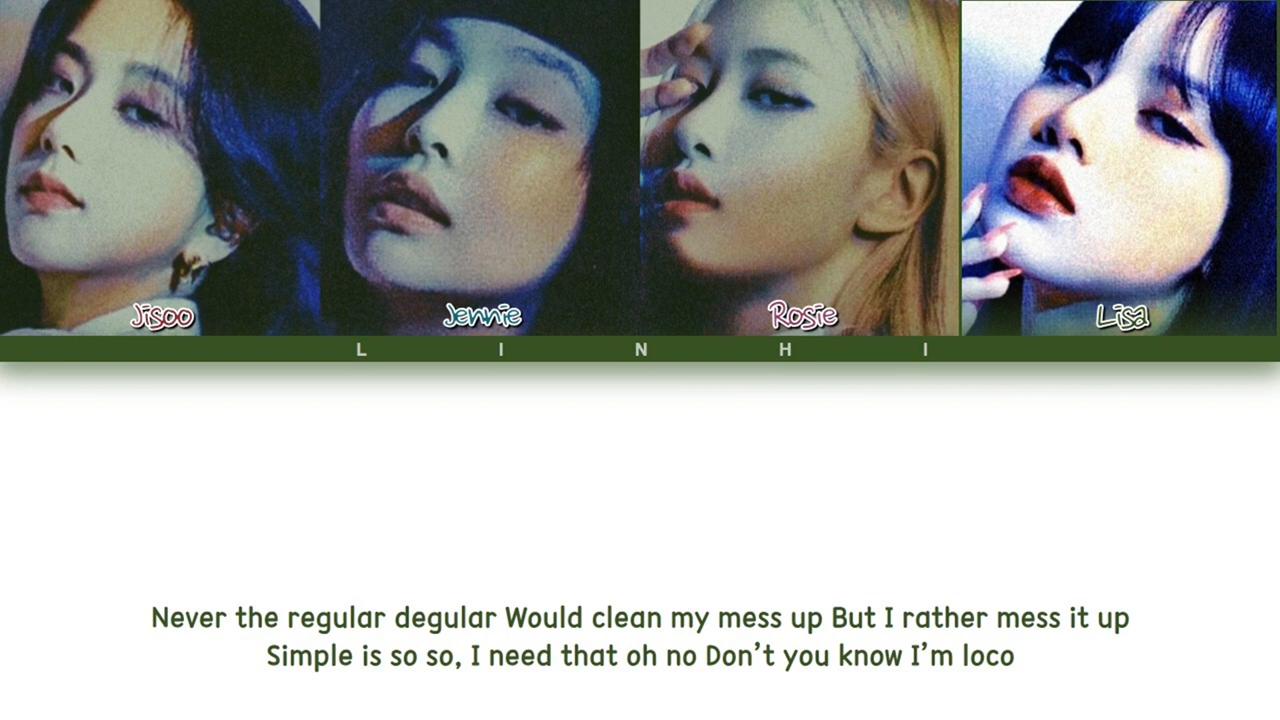 Jisoo Jennie Rosie Lisa
L I N H I
Never the regular degular Would clean my mess up But I rather mess it up
Simple is so so, I need that oh no Don't you know I'm loco